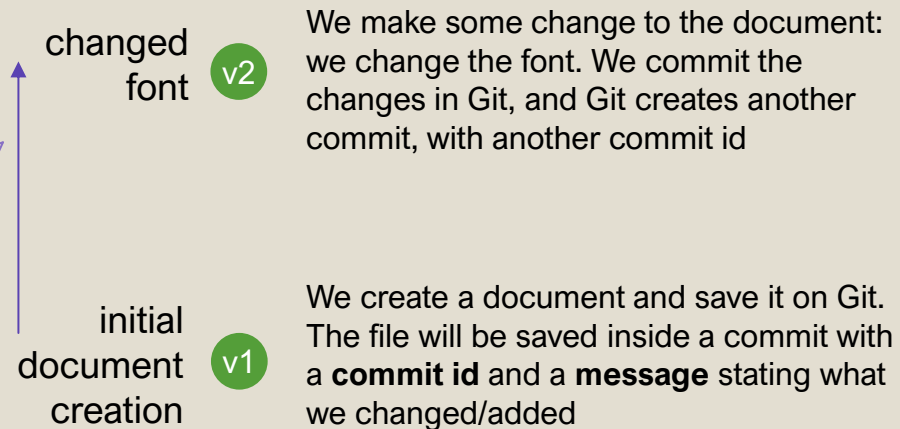 changed
font
v2
We make some change to the document:
we change the font. We commit the
changes in Git, and Git creates another
commit, with another commit id
initial
document
creation
v1
We create a document and save it on Git.
The file will be saved inside a commit with
a commit id and a message stating what
we changed/added